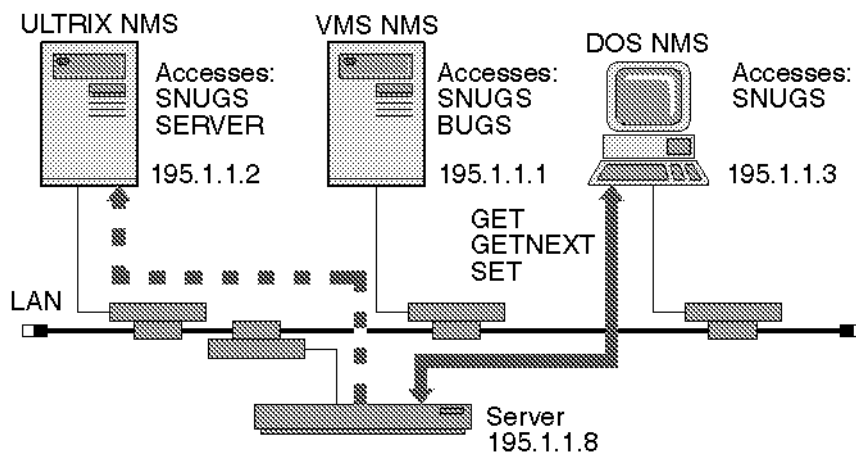 ULTRIX NMS
Accesses:
SNUGS
SERVER
195.1.1.2
VMS NMS
Accesses:
SNUGS
BUGS
195.1.1.1
DOS NMS
Accesses:
SNUGS
195.1.1.3
GET
GETNEXT
SET
LAN
Server
195.1.1.8